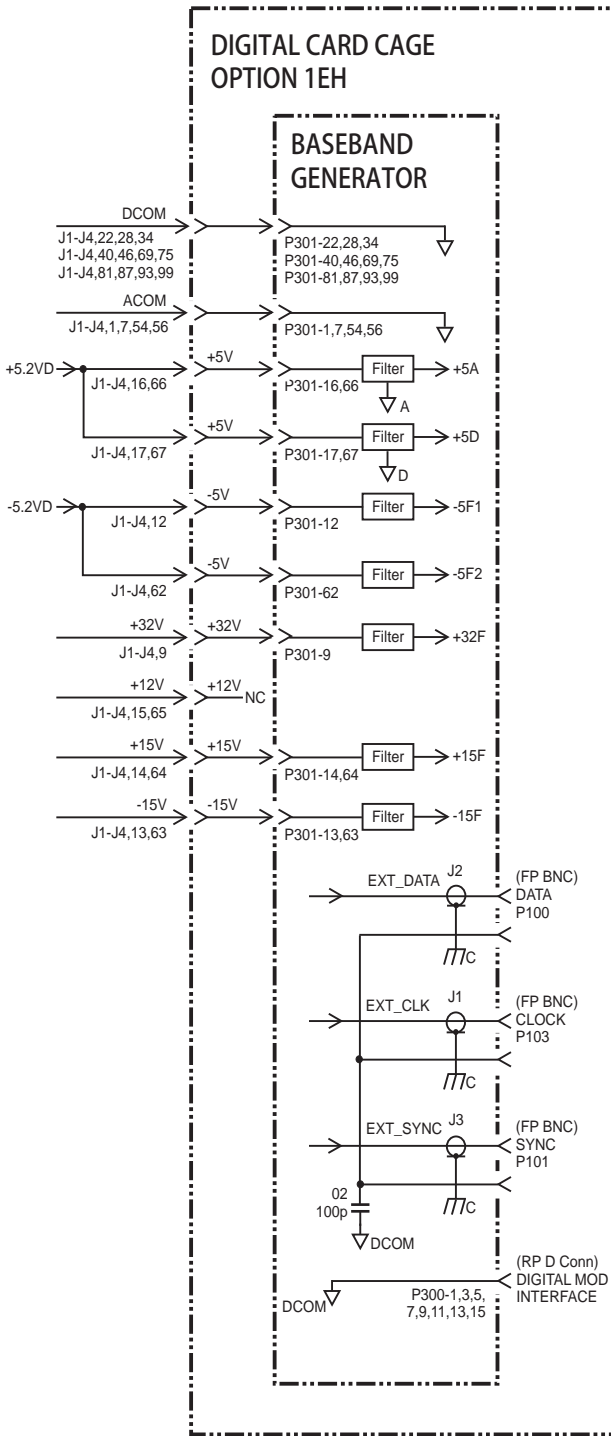 DIGITAL CARD CAGE
OPTION 1EH
BASEBAND
GENERATOR
DCOM
J1-J4,22,28,34
J1-J4,40,46,69,75
J1-J4,81,87,93,99
P301-22,28,34
P301-40,46,69,75
P301-81,87,93,99
ACOM
J1-J4,1,7,54,56
P301-1,7,54,56
+5.2VD
J1-J4,16,66
+5V
P301-16,66
Filter
+5A
A
J1-J4,17,67
+5V
P301-17,67
Filter
+5D
D
-5.2VD
J1-J4,12
-5V
P301-12
Filter
-5F1
J1-J4,62
-5V
P301-62
Filter
-5F2
+32V
J1-J4,9
+32V
P301-9
Filter
+32F
+12V
J1-J4,15,65
+12V
NC
+15V
J1-J4,14,64
+15V
P301-14,64
Filter
+15F
-15V
J1-J4,13,63
-15V
P301-13,63
Filter
-15F
EXT_DATA
J2
(FP BNC)
DATA
P100
C
EXT_CLK
J1
(FP BNC)
CLOCK
P103
C
EXT_SYNC
J3
(FP BNC)
SYNC
P101
C
02
100p
DCOM
DCOM
P300-1,3,5,
7,9,11,13,15
(RP D Conn)
DIGITAL MOD
INTERFACE